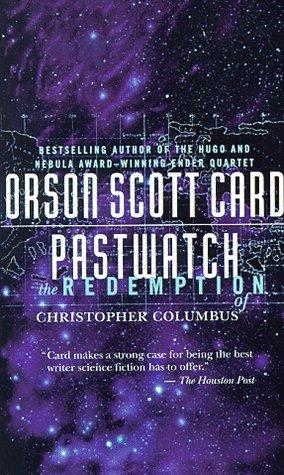 BESTSELLING AUTHOR OF THE HUGO AND
NEBULA AWARD–WINNING ENDER QUARTET
ORSON SCOTT CARD
PASTWATCH
the REDEMPTION
of
CHRISTOPHER COLUMBUS
“Card makes a strong case for being the best
writer science fiction has to offer.”
— The Houston Post